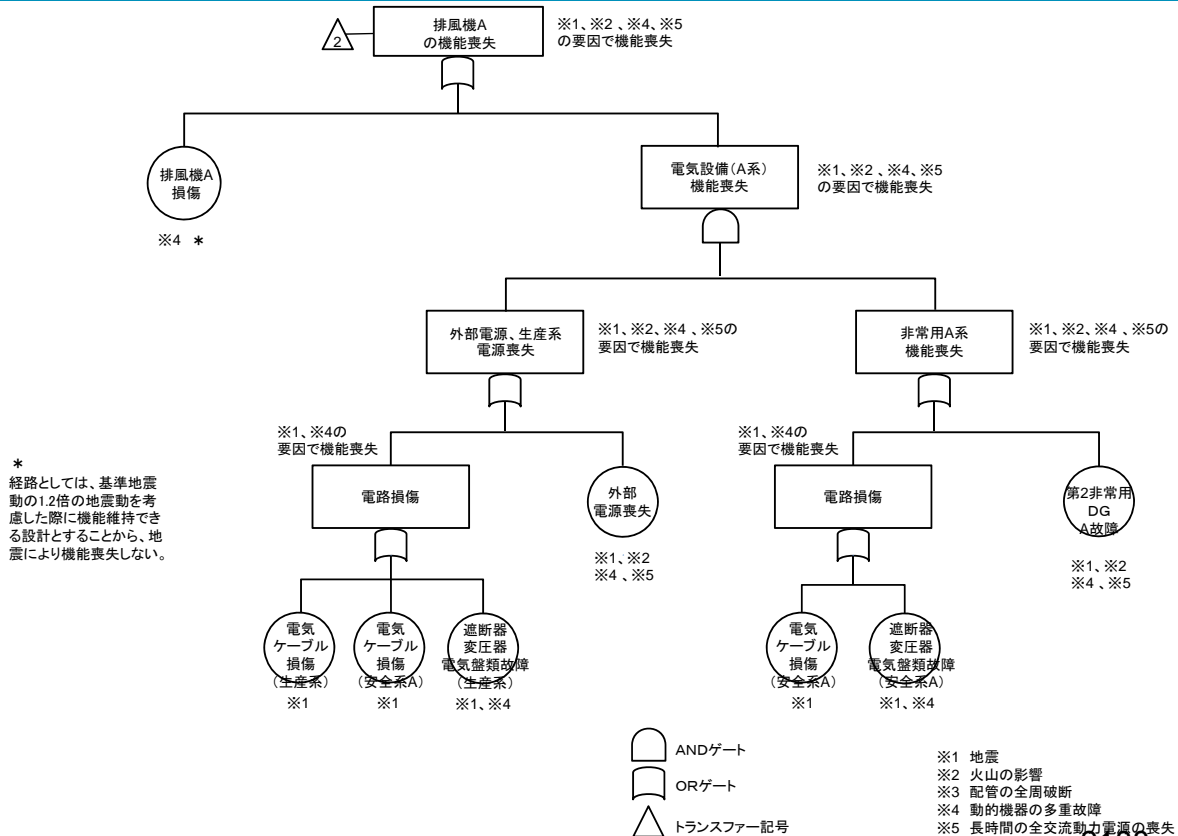 排風機A
の機能喪失
※1、※2 、※4、※5
の要因で機能喪失
2
排風機A
損傷
※4 *
電気設備(A系)
機能喪失
※1、※2 、※4、※5
の要因で機能喪失
外部電源、生産系
電源喪失
※1、※2、※4 、※5の
要因で機能喪失
非常用A系
機能喪失
※1、※2、※4 、※5の
要因で機能喪失
※1、※4の
要因で機能喪失
電路損傷
外部
電源喪失
※1、※2
※4 、※5
※1、※4の
要因で機能喪失
電路損傷
第2非常用
DG
A故障
※1、※2
※4 、※5
*
経路としては、基準地震
動の1.2倍の地震動を考
慮した際に機能維持でき
る設計とすることから、地
震により機能喪失しない。
電気
ケーブル
損傷
(生産系)
※1
電気
ケーブル
損傷
(安全系A)
※1
遮断器
変圧器
電気盤類故障
(生産系)
※1、※4
電気
ケーブル
損傷
(安全系A)
※1
遮断器
変圧器
電気盤類故障
(安全系A)
※1、※4
ANDゲート
ORゲート
トランスファー記号
※1 地震
※2 火山の影響
※3 配管の全周破断
※4 動的機器の多重故障
※5 長時間の全交流動力電源の喪失